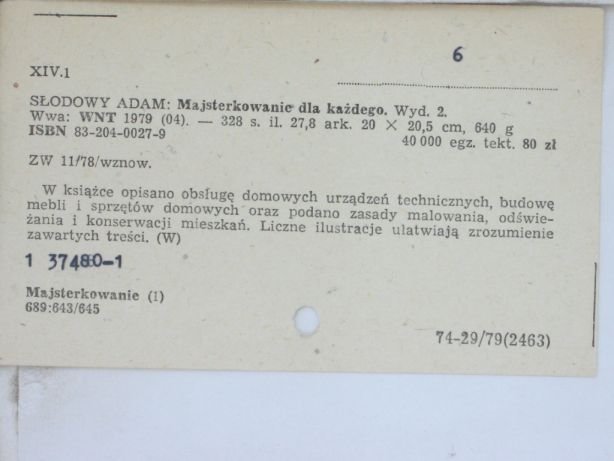 6
XIV.1
SŁODOWY ADAM: Majsterkowanie dla każdego. Wyd. 2.
Wwa: WNT 1979 (04). — 328 s. il. 27,8 ark. 20 × 20,5 cm, 640 g
ISBN 83-204-0027-9 40 000 egz. tekt. 80 zł
ZW 11/78/wznow.
W książce opisano obsługę domowych urządzeń technicznych, budowę
mebli i sprzętów domowych oraz podano zasady malowania, odświe-
żania i konserwacji mieszkań. Liczne ilustracje ułatwiają zrozumienie
zawartych treści. (W)
1 37480-1
Majsterkowanie (1)
689:643/645
74-29/79(2463)